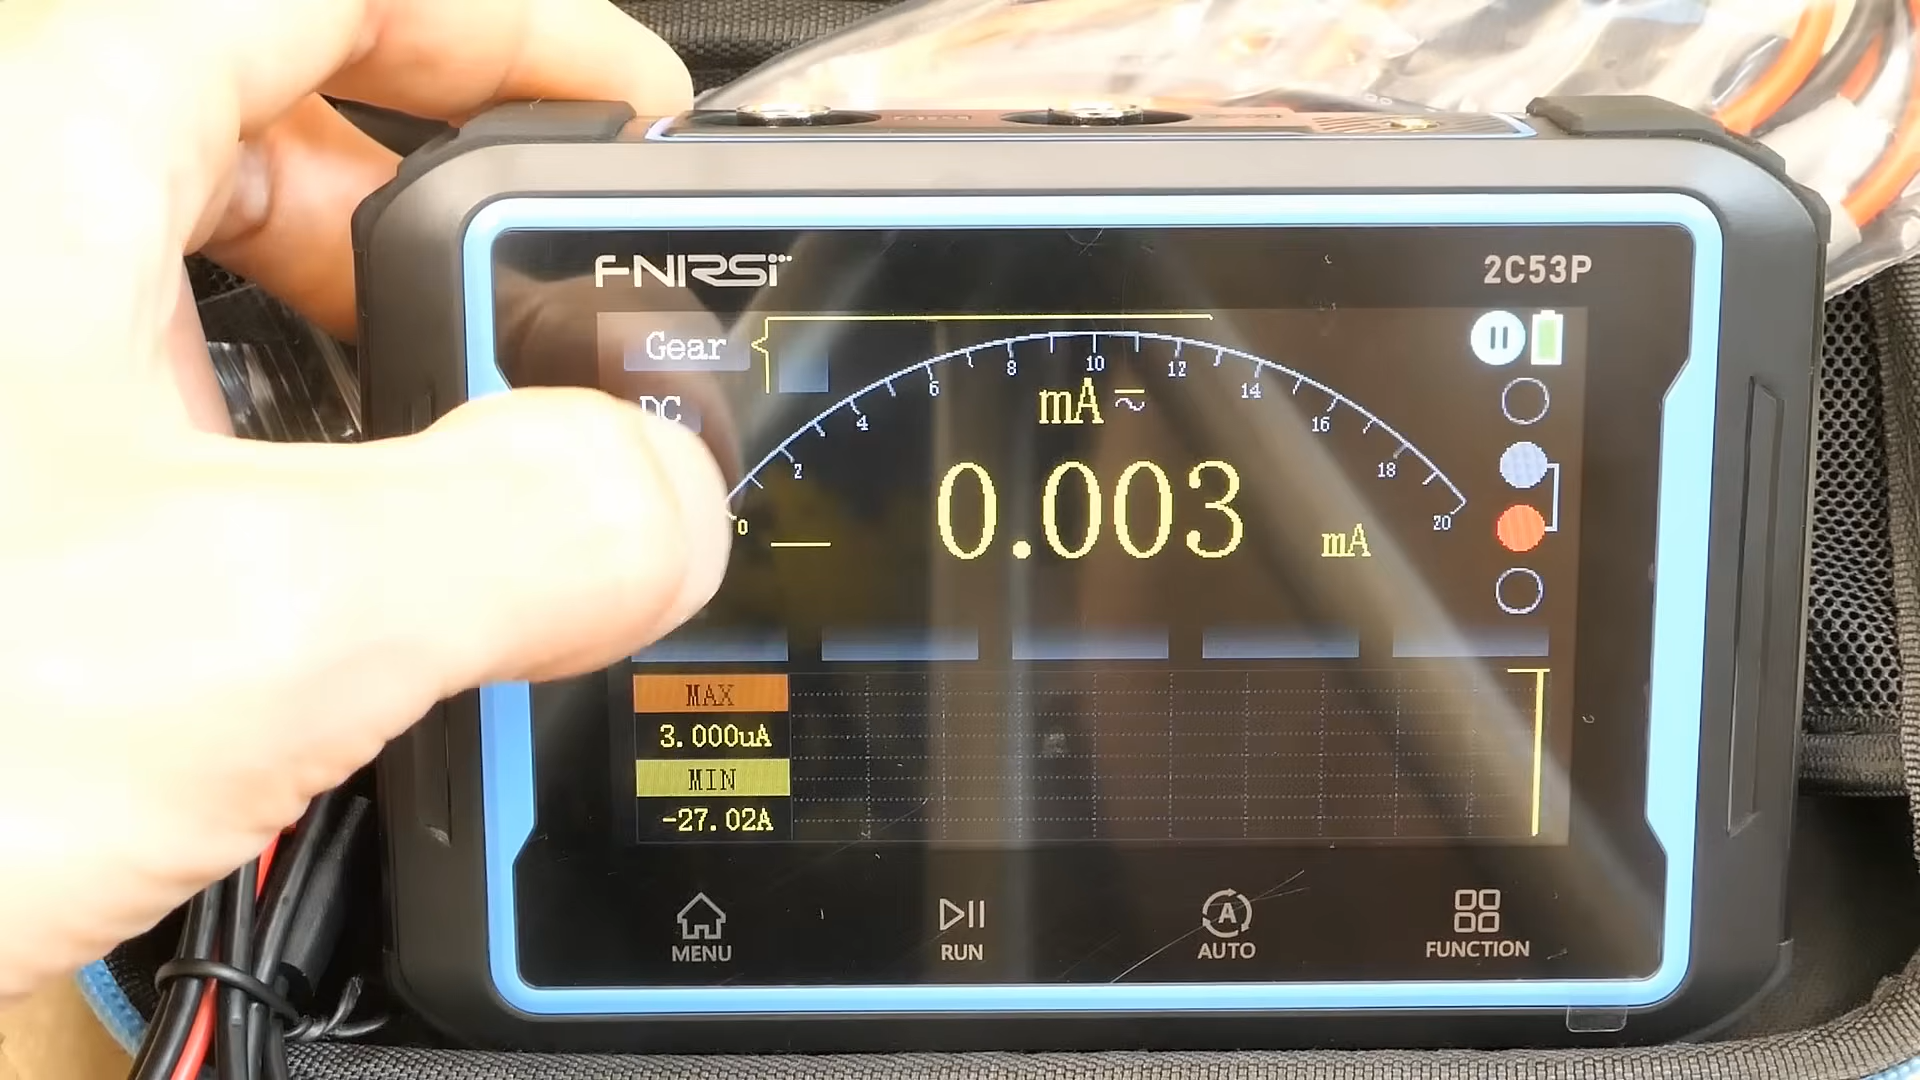 FNIRSI
2C53P
Gear
DC
0 2 4 6 8 10 12 14 16 18 20
mA
0.003 mA
MAX
3.000uA
MIN
-27.02A
MENU
RUN
A
AUTO
FUNCTION